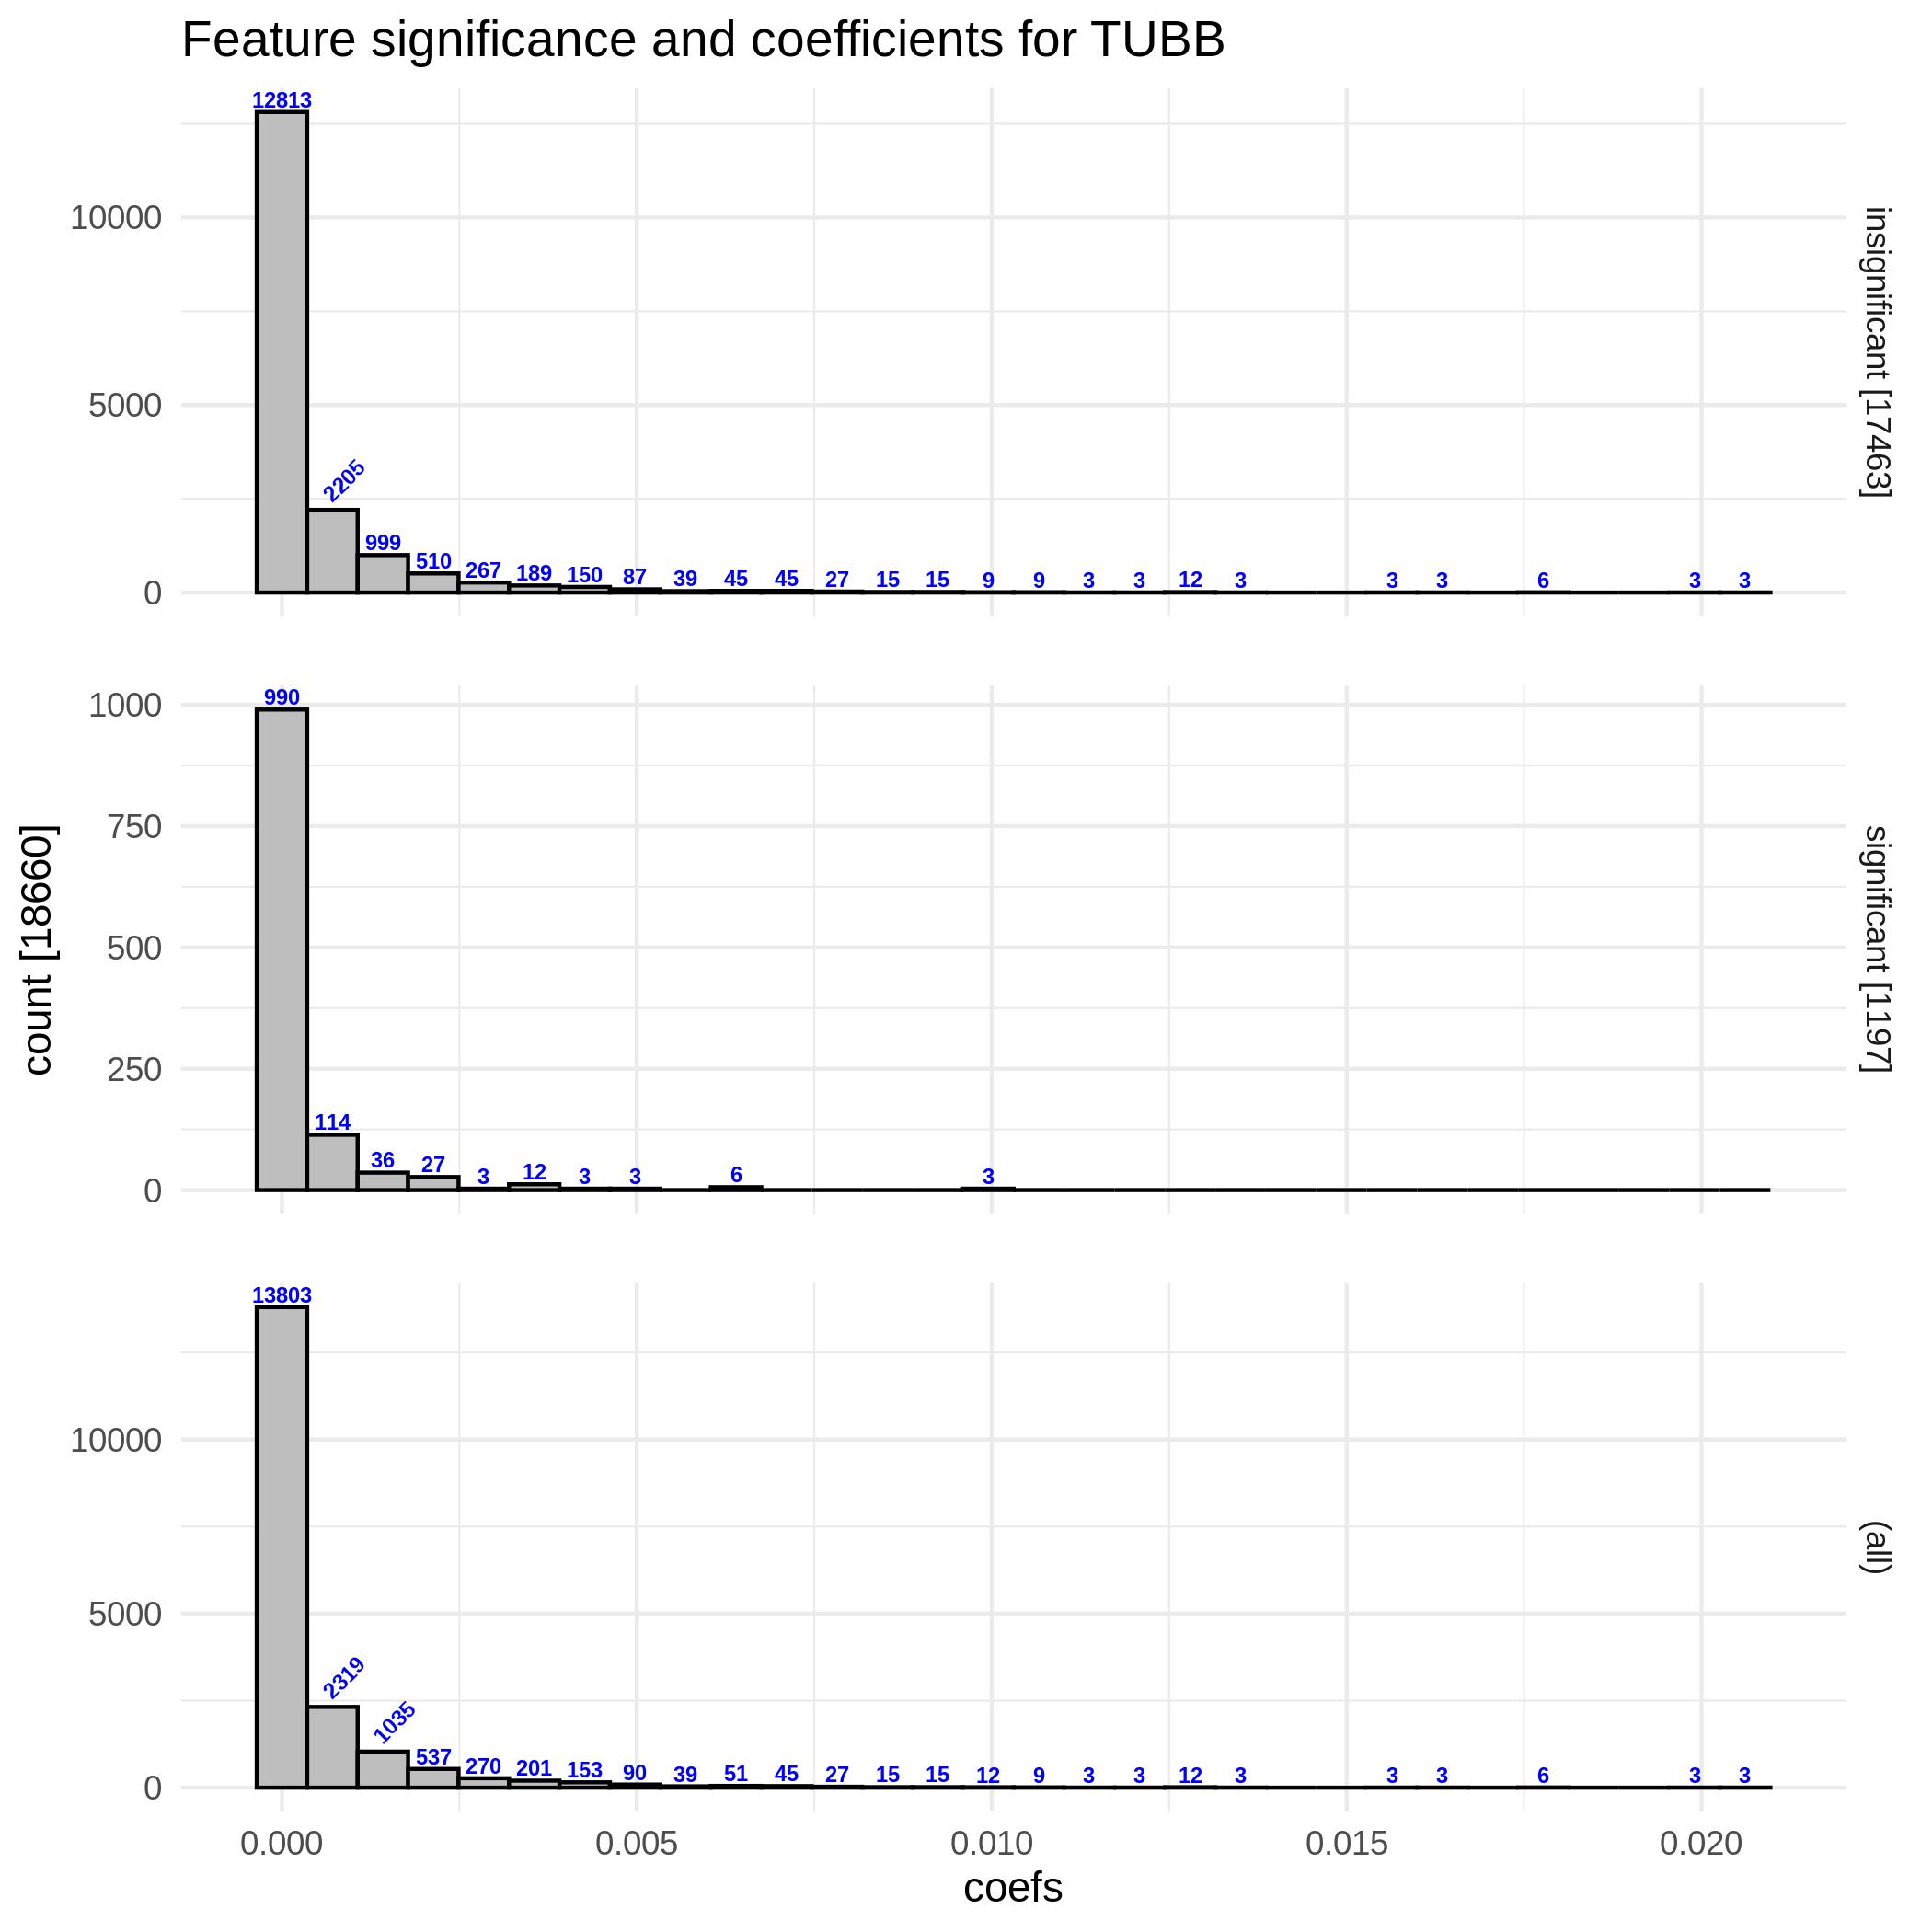 Feature significance and coefficients for TUBB
12813
2205
999 510 267 189 150 87 39 45 45 27 15 15 9 9 3 3 12 3 3 3 6 3 3
10000
5000
0
insignificant [17463]
990
114
36 27 3 12 3 3 6 3
1000
750
500
250
0
significant [1197]
count [18660]
13803
2319
1035
537 270 201 153 90 39 51 45 27 15 15 12 9 3 3 12 3 3 3 6 3 3
10000
5000
0
(all)
0.000 0.005 0.010 0.015 0.020
coefs